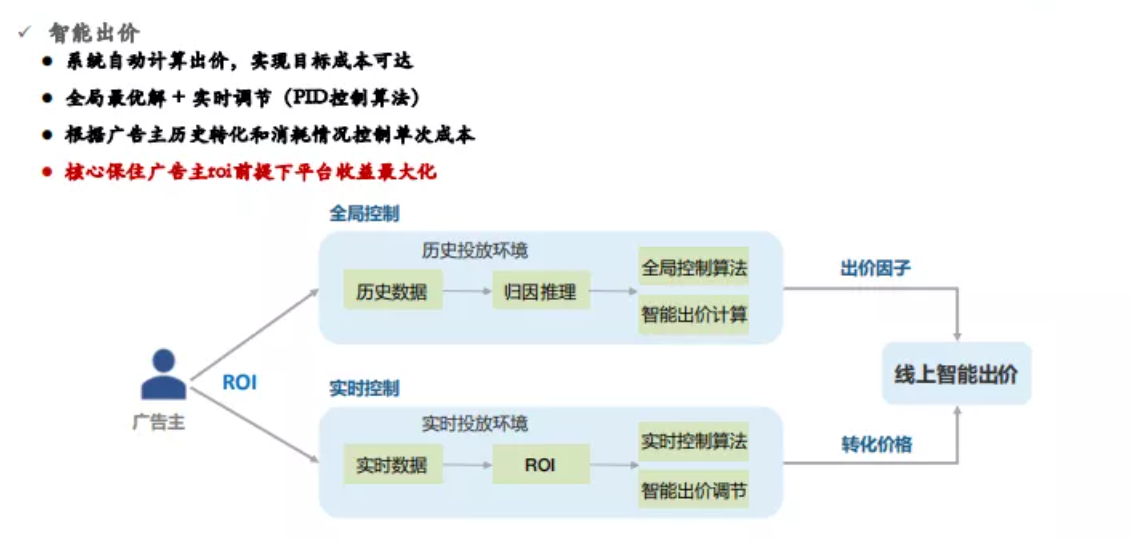 ✓ 智能出价
● 系统自动计算出价，实现目标成本可达
● 全局最优解 + 实时调节（PID控制算法）
● 根据广告主历史转化和消耗情况控制单次成本
● 核心保住广告主roi前提下平台收益最大化
全局控制
历史投放环境
历史数据
归因推理
全局控制算法
智能出价计算
出价因子
广告主
ROI
线上智能出价
实时控制
实时投放环境
实时数据
ROI
实时控制算法
智能出价调节
转化价格